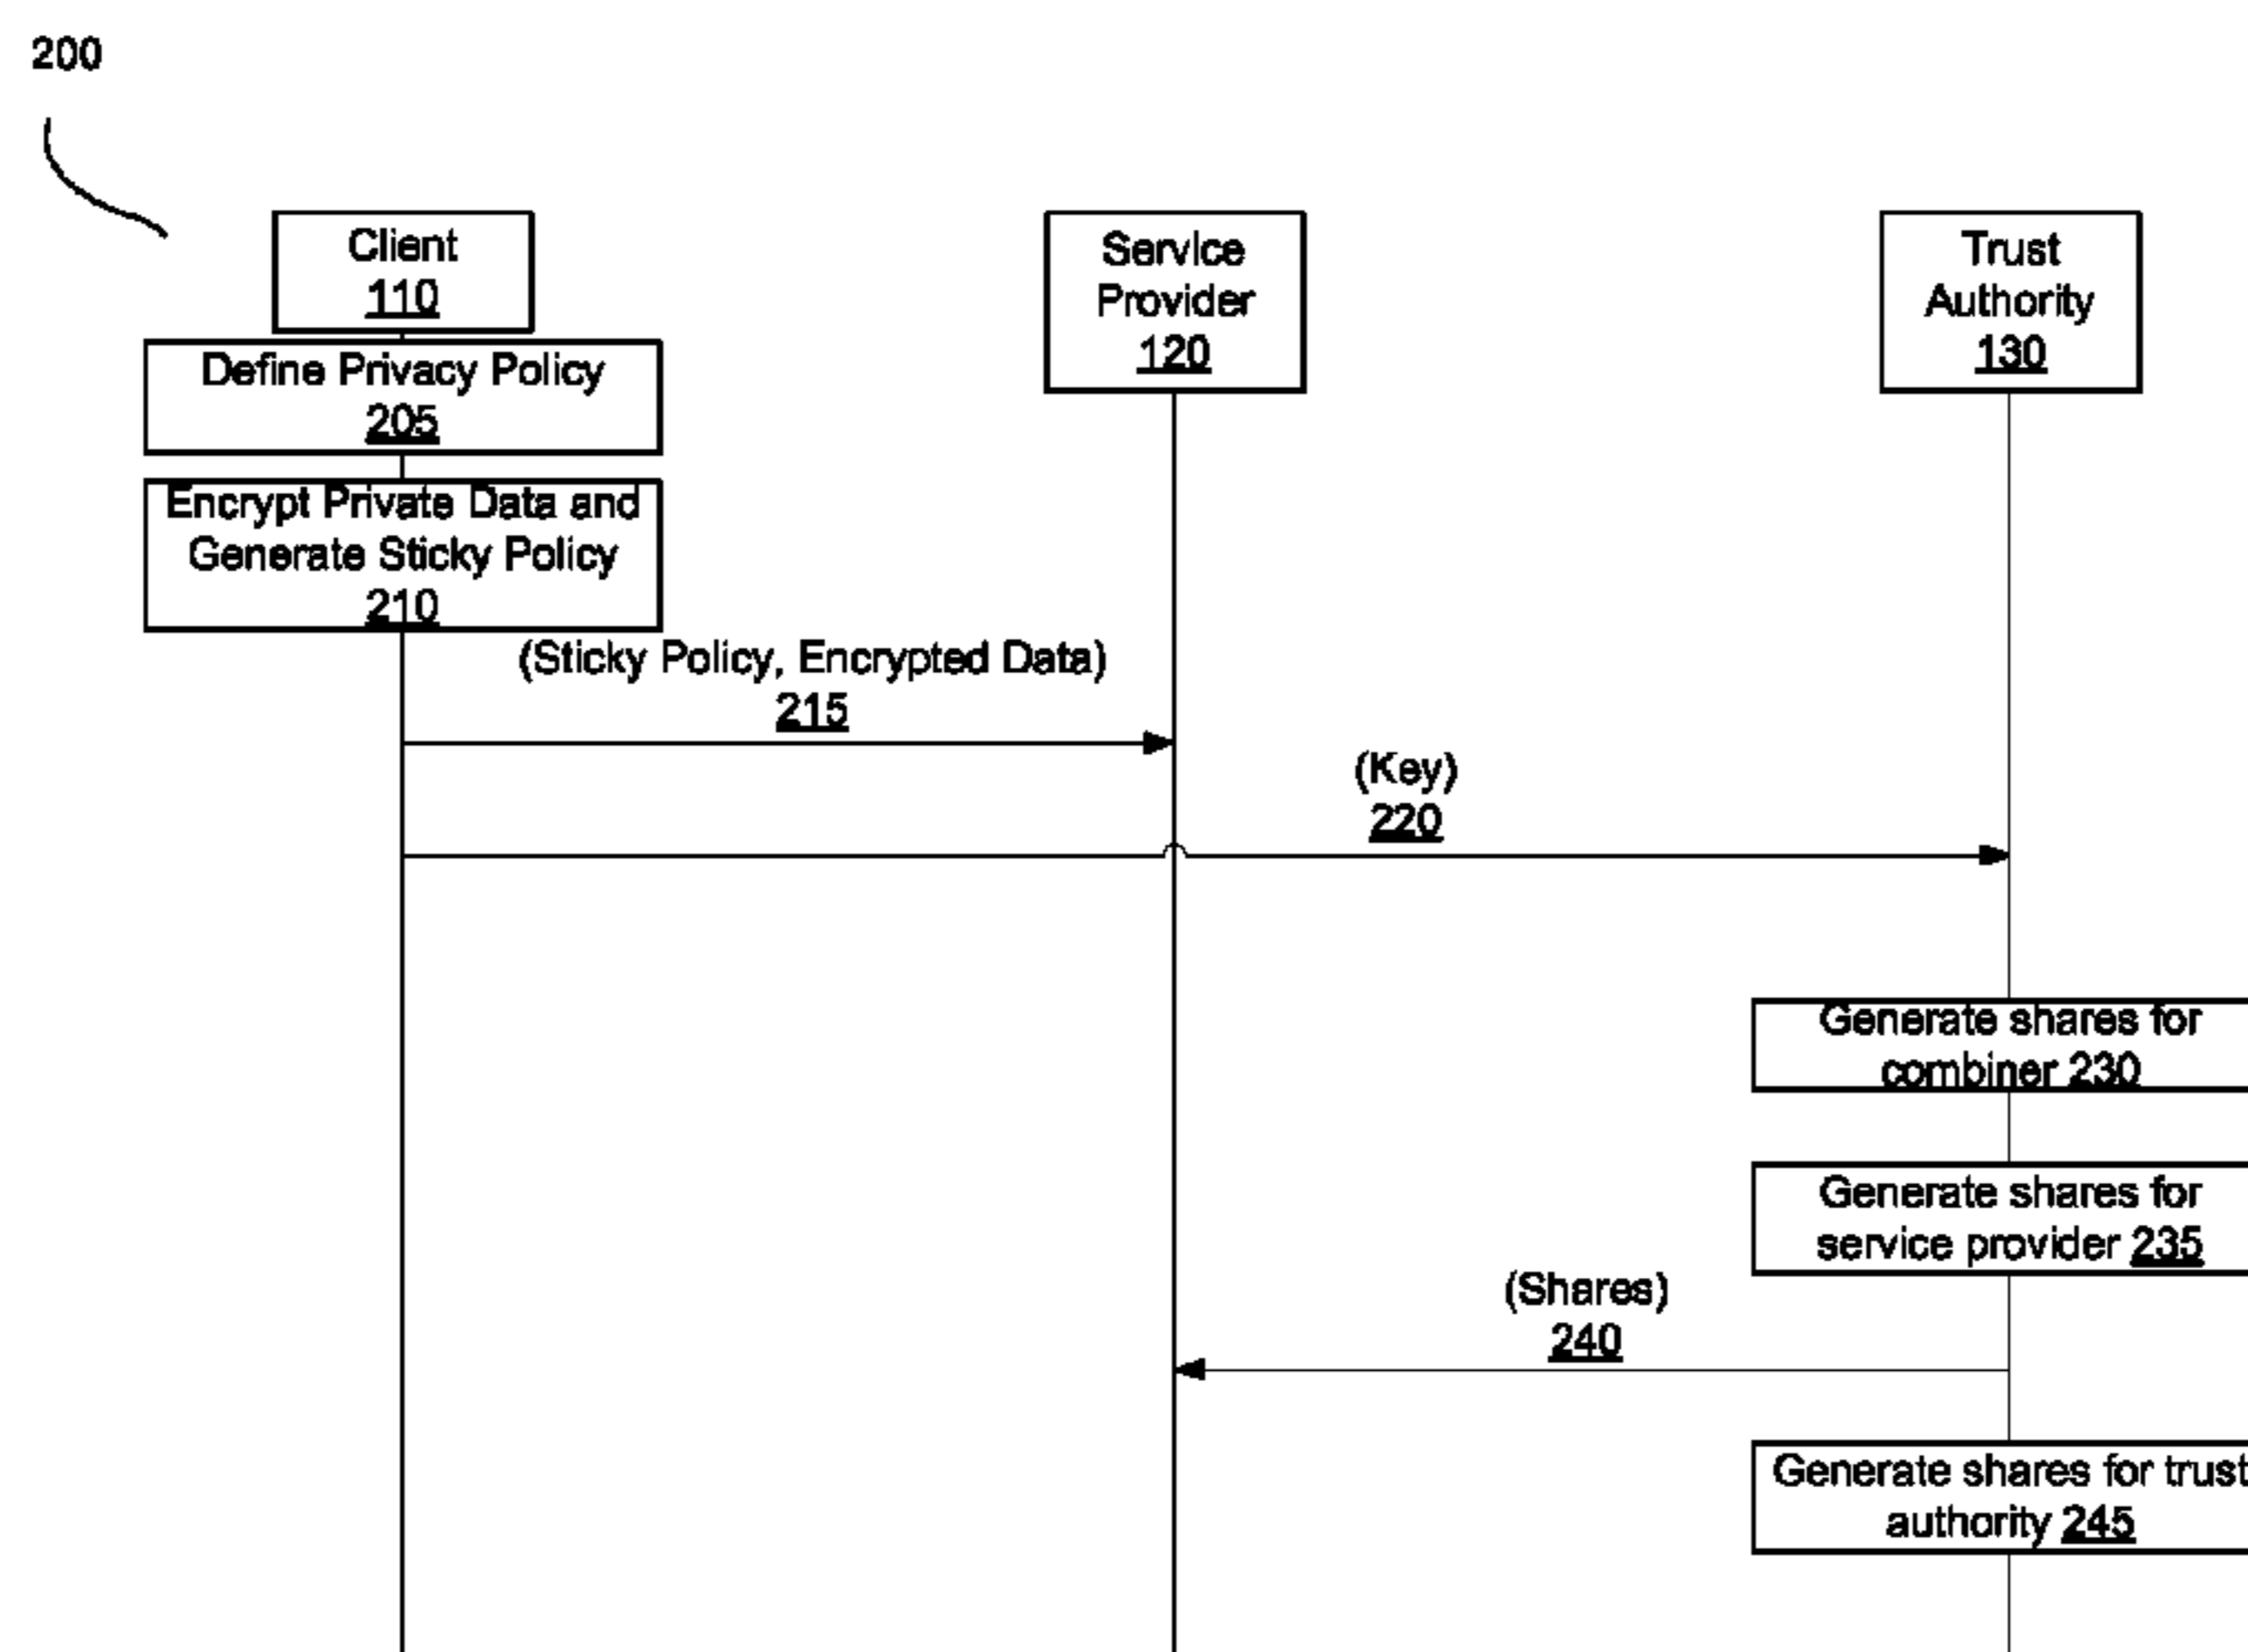 200
Client
110
Service
Provider
120
Trust
Authority
130
Define Privacy Policy
205
Encrypt Private Data and
Generate Sticky Policy
210
(Sticky Policy, Encrypted Data)
215
(Key)
220
Generate shares for
combiner 230
Generate shares for
service provider 235
(Shares)
240
Generate shares for trust
authority 245